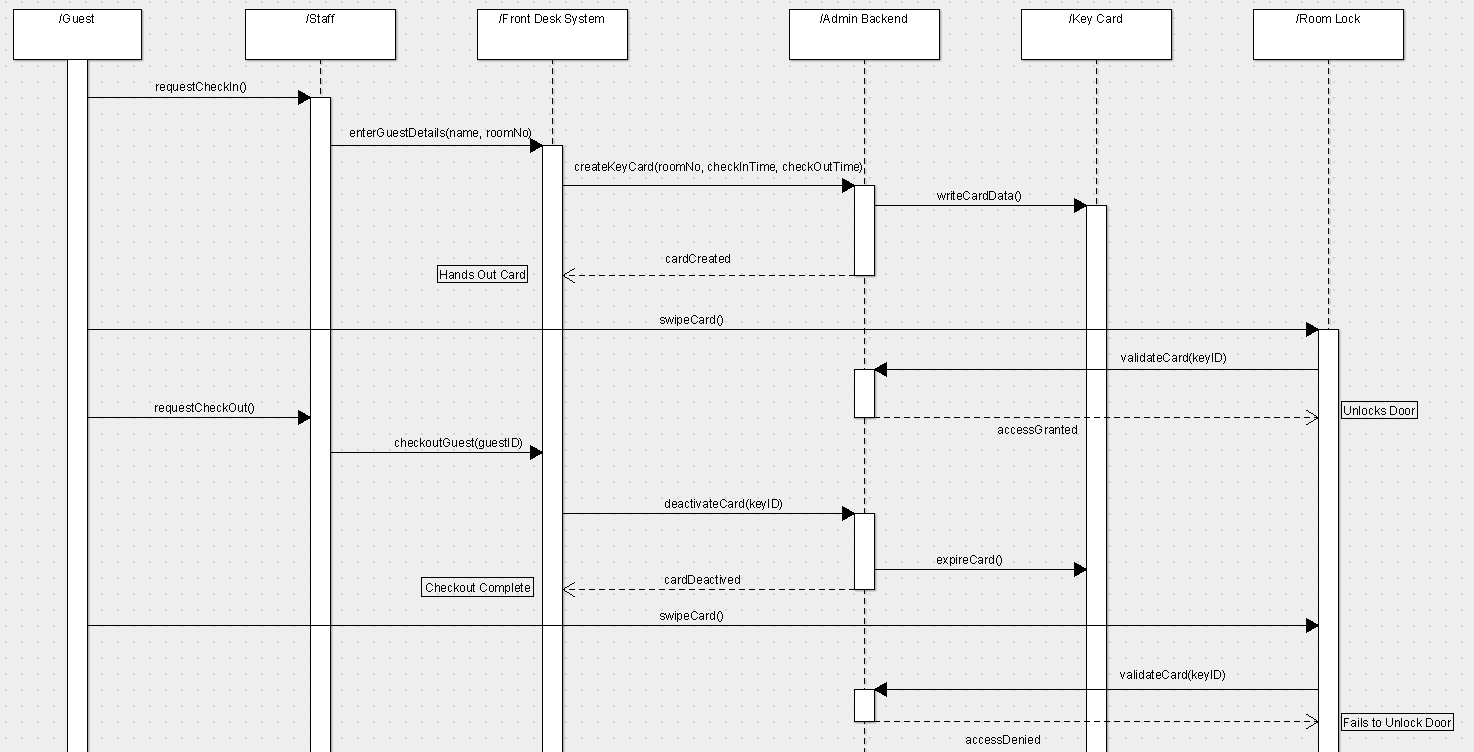 /Guest
/Staff
/Front Desk System
/Admin Backend
/Key Card
/Room Lock
requestCheckIn()
enterGuestDetails(name, roomNo)
createKeyCard(roomNo, checkInTime, checkOutTime)
writeCardData()
cardCreated
Hands Out Card
swipeCard()
validateCard(keyID)
requestCheckOut()
Unlocks Door
accessGranted
checkoutGuest(guestID)
deactivateCard(keyID)
expireCard()
cardDeactived
Checkout Complete
swipeCard()
validateCard(keyID)
Fails to Unlock Door
accessDenied